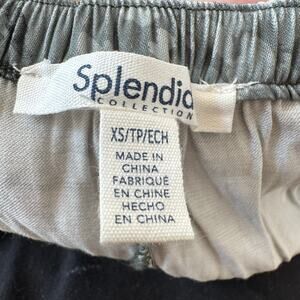 Splendid
COLLECTION
XS/TP/ECH
MADE IN
CHINA
FABRIQUÉ
EN CHINE
HECHO
EN CHINA